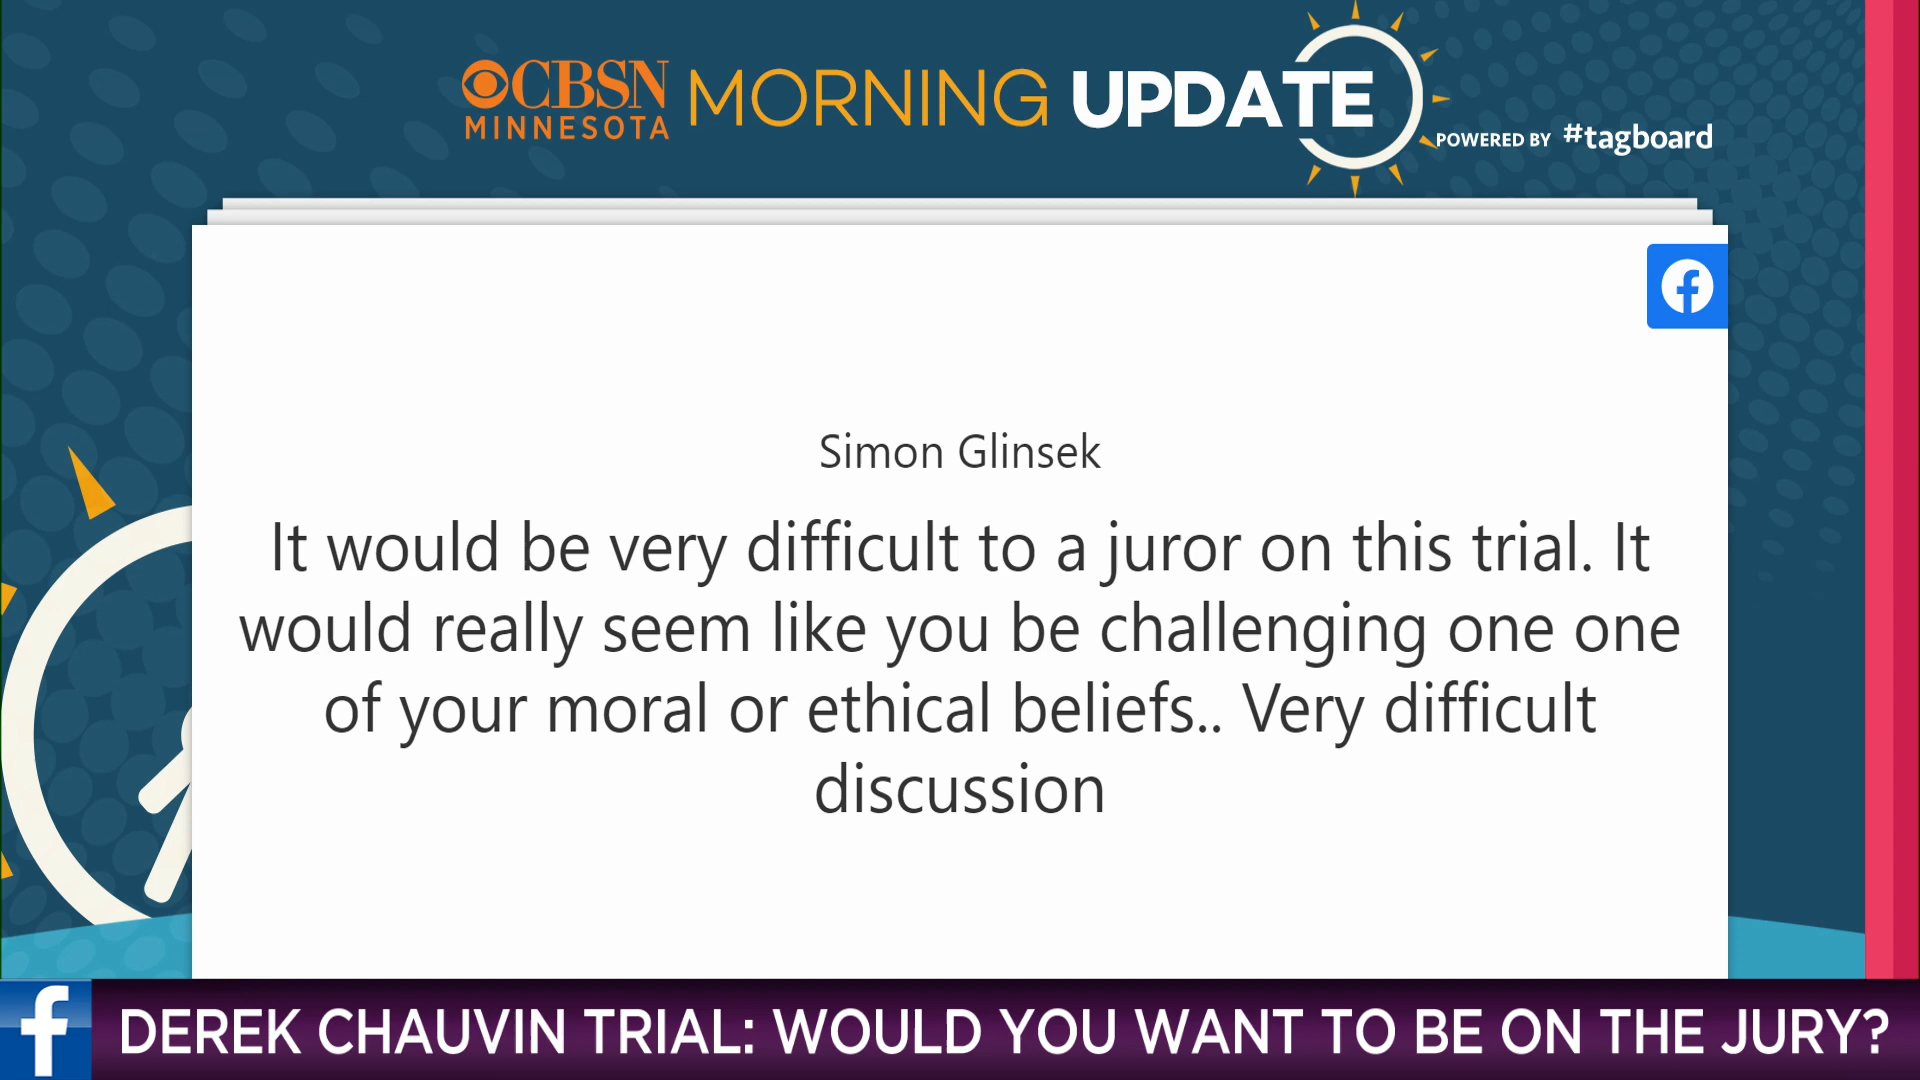 CBSN
MINNESOTA
MORNING UPDATE
POWERED BY #tagboard
Simon Glinsek
It would be very difficult to a juror on this trial. It
would really seem like you be challenging one one
of your moral or ethical beliefs.. Very difficult
discussion
DEREK CHAUVIN TRIAL: WOULD YOU WANT TO BE ON THE JURY?